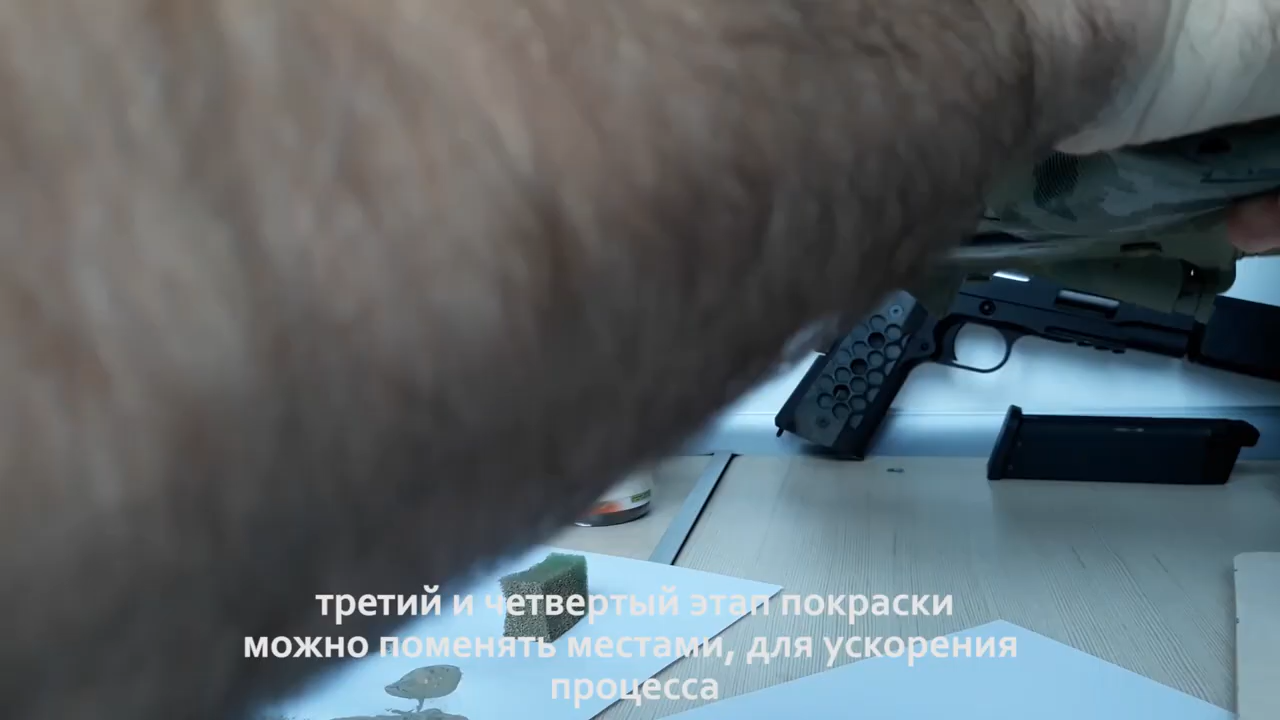 третий и четвертый этап покраски
можно поменять местами, для ускорения
процесса